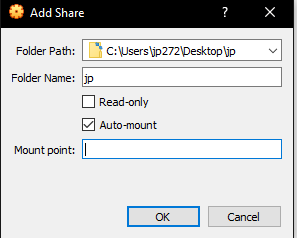 Add Share
Folder Path: C:\Users\jp272\Desktop\jp
Folder Name: jp
Read-only
Auto-mount
Mount point:
OK Cancel